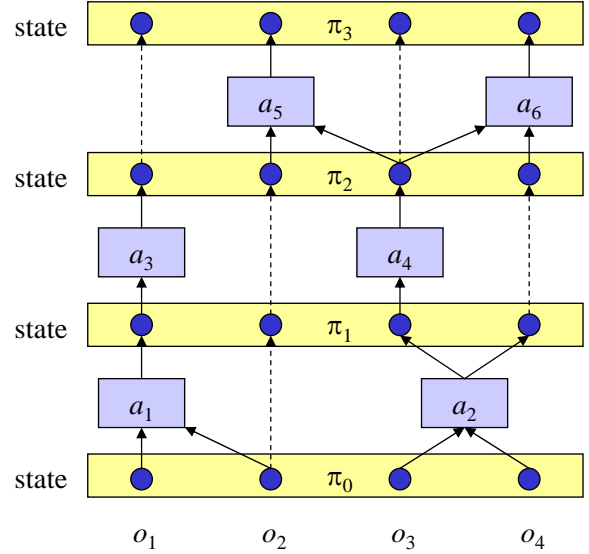 state π₃
a₅ a₆
state π₂
a₃ a₄
state π₁
a₁ a₂
state π₀
o₁ o₂ o₃ o₄